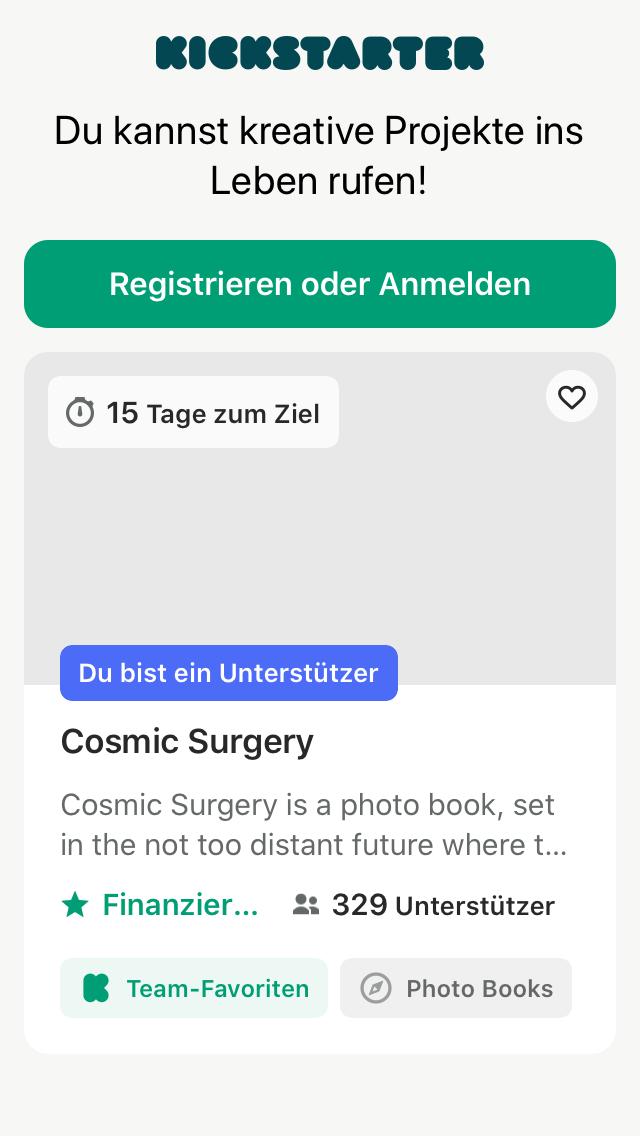 KICKSTARTER
Du kannst kreative Projekte ins
Leben rufen!
Registrieren oder Anmelden
15 Tage zum Ziel
Du bist ein Unterstützer
Cosmic Surgery
Cosmic Surgery is a photo book, set
in the not too distant future where t...
Finanzier... 329 Unterstützer
Team-Favoriten Photo Books